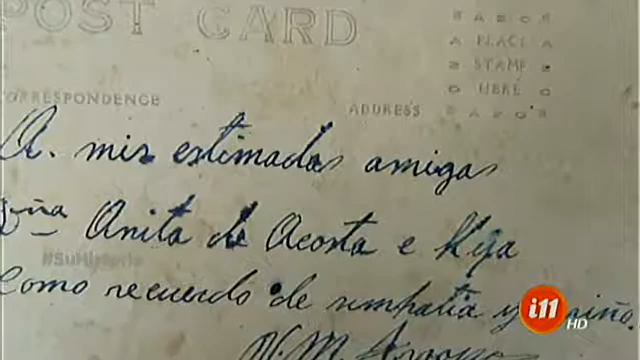 POST CARD
AZO
PLACE
STAMP
HERE
CORRESPONDENCE
ADDRESS
A. mis estimadas amigas
Dña Anita de Acosta e Hija
#SuHistoria
Como recuerdo de simpatia y cariño.
i11
HD